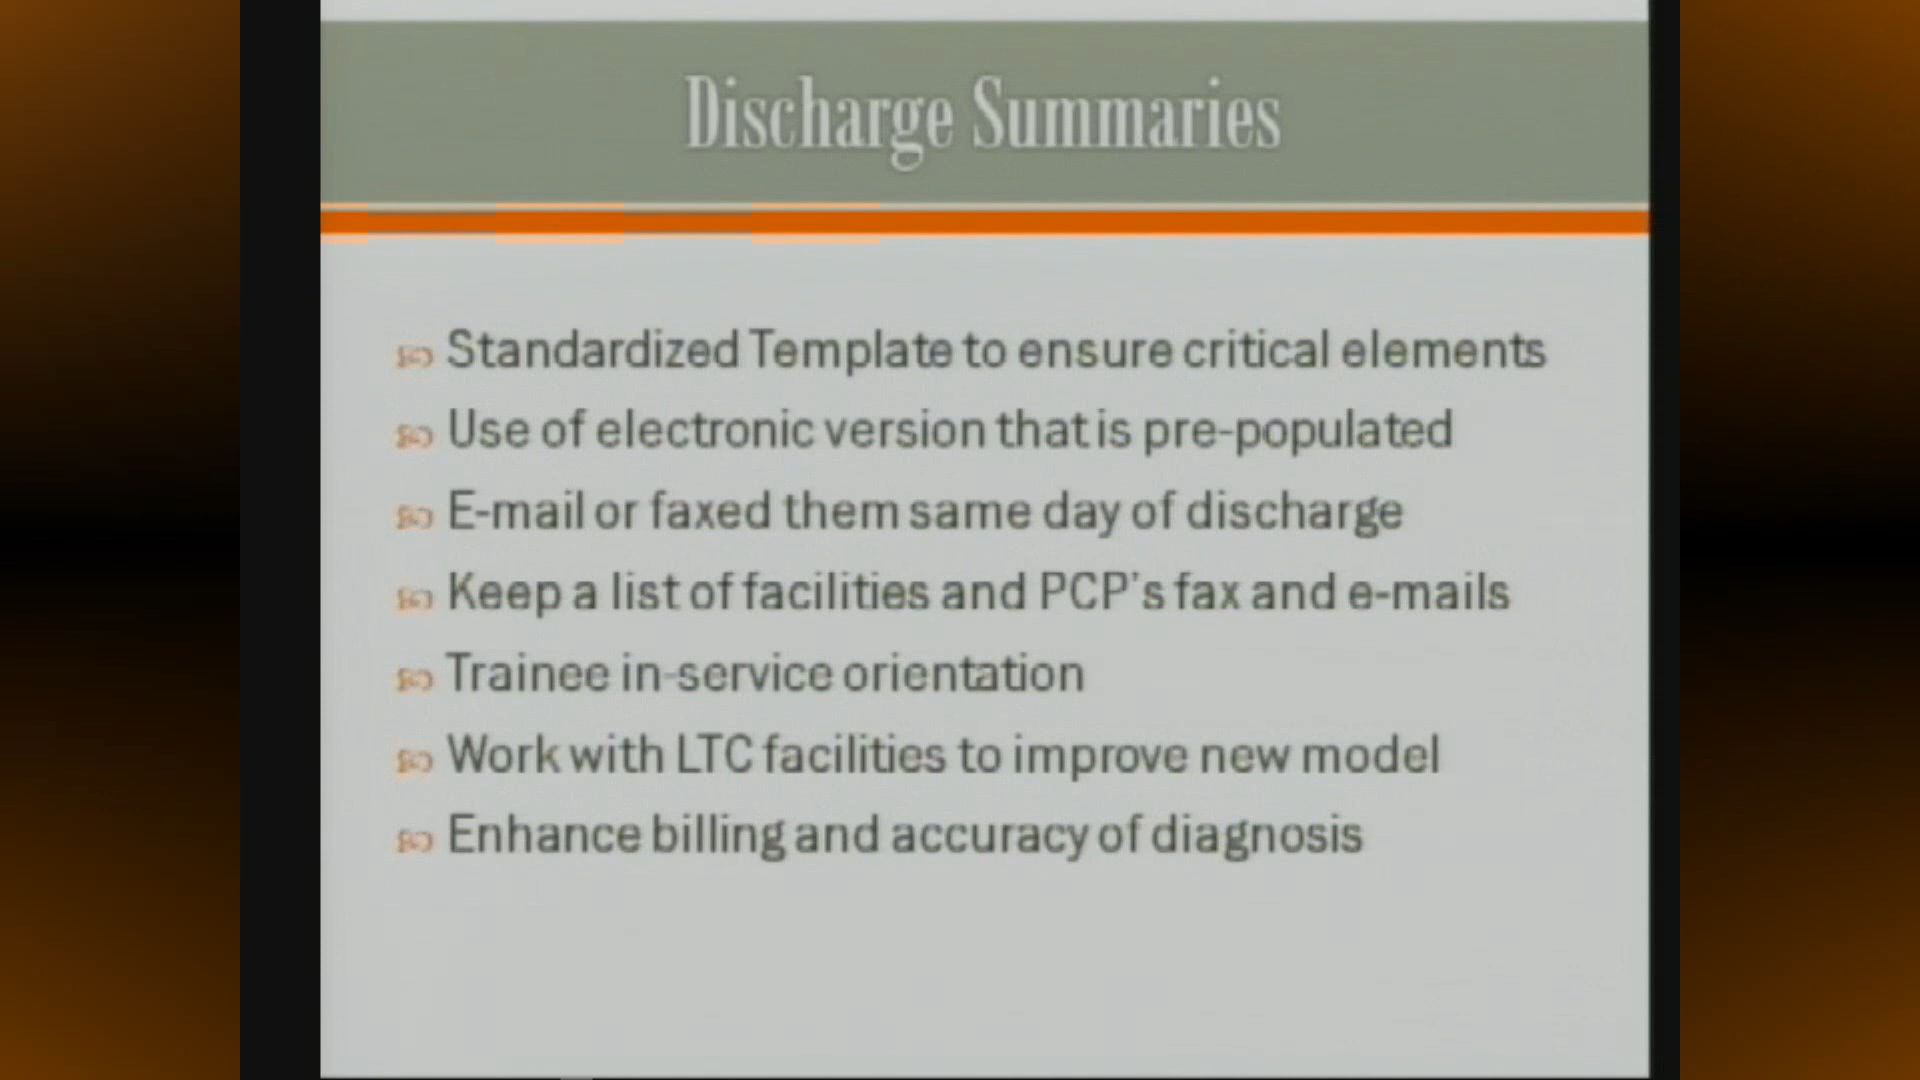 Discharge Summaries
Standardized Template to ensure critical elements
Use of electronic version that is pre-populated
E-mail or faxed them same day of discharge
Keep a list of facilities and PCP's fax and e-mails
Trainee in-service orientation
Work with LTC facilities to improve new model
Enhance billing and accuracy of diagnosis